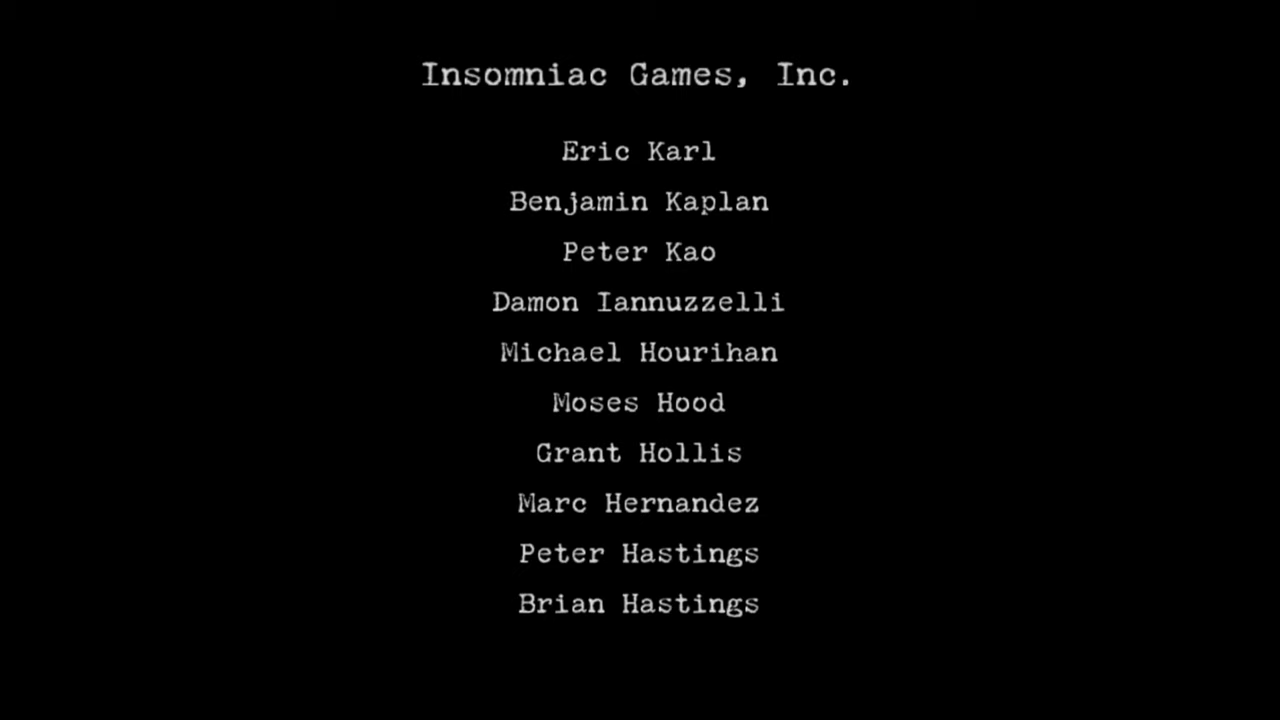 Insomniac Games, Inc.
Eric Karl
Benjamin Kaplan
Peter Kao
Damon Iannuzzelli
Michael Hourihan
Moses Hood
Grant Hollis
Marc Hernandez
Peter Hastings
Brian Hastings